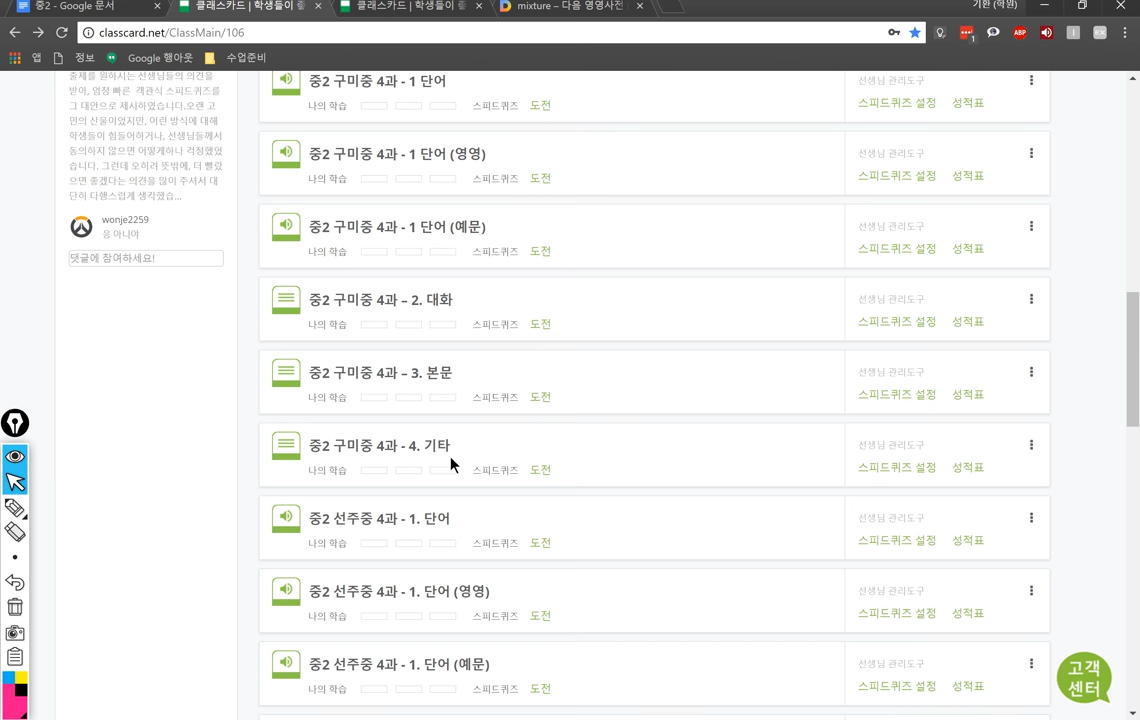 중2 - Google 문서
클래스카드 | 학생들이 즐
클래스카드 | 학생들이 즐
mixture – 다음 영영사전
기환 (학원)
classcard.net/ClassMain/106
ABP
1
앱
정보
Google 행아웃
수업준비
출제를 원하시는 선생님들의 의견을
받아, 엄청 빠른 객관식 스피드퀴즈를
그 대안으로 제시하였습니다.오랜 고
민의 산물이었지만, 이런 방식에 대해
학생들이 힘들어하거나, 선생님들께서
동의하지 않으면 어떻게하나 걱정했었
습니다. 그런데 오히려 뜻밖에, 더 빨랐
으면 좋겠다는 의견을 많이 주셔서 대
단히 다행스럽게 생각했습...
wonje2259
응 아니야
댓글에 참여하세요!
중2 구미중 4과 - 1 단어
나의 학습 스피드퀴즈 도전
선생님 관리도구
스피드퀴즈 설정 성적표
중2 구미중 4과 - 1 단어 (영영)
나의 학습 스피드퀴즈 도전
선생님 관리도구
스피드퀴즈 설정 성적표
중2 구미중 4과 - 1 단어 (예문)
나의 학습 스피드퀴즈 도전
선생님 관리도구
스피드퀴즈 설정 성적표
중2 구미중 4과 – 2. 대화
나의 학습 스피드퀴즈 도전
선생님 관리도구
스피드퀴즈 설정 성적표
중2 구미중 4과 – 3. 본문
나의 학습 스피드퀴즈 도전
선생님 관리도구
스피드퀴즈 설정 성적표
중2 구미중 4과 - 4. 기타
나의 학습 스피드퀴즈 도전
선생님 관리도구
스피드퀴즈 설정 성적표
중2 선주중 4과 - 1. 단어
나의 학습 스피드퀴즈 도전
선생님 관리도구
스피드퀴즈 설정 성적표
중2 선주중 4과 - 1. 단어 (영영)
나의 학습 스피드퀴즈 도전
선생님 관리도구
스피드퀴즈 설정 성적표
중2 선주중 4과 - 1. 단어 (예문)
나의 학습 스피드퀴즈 도전
선생님 관리도구
스피드퀴즈 설정 성적표
고객
센터